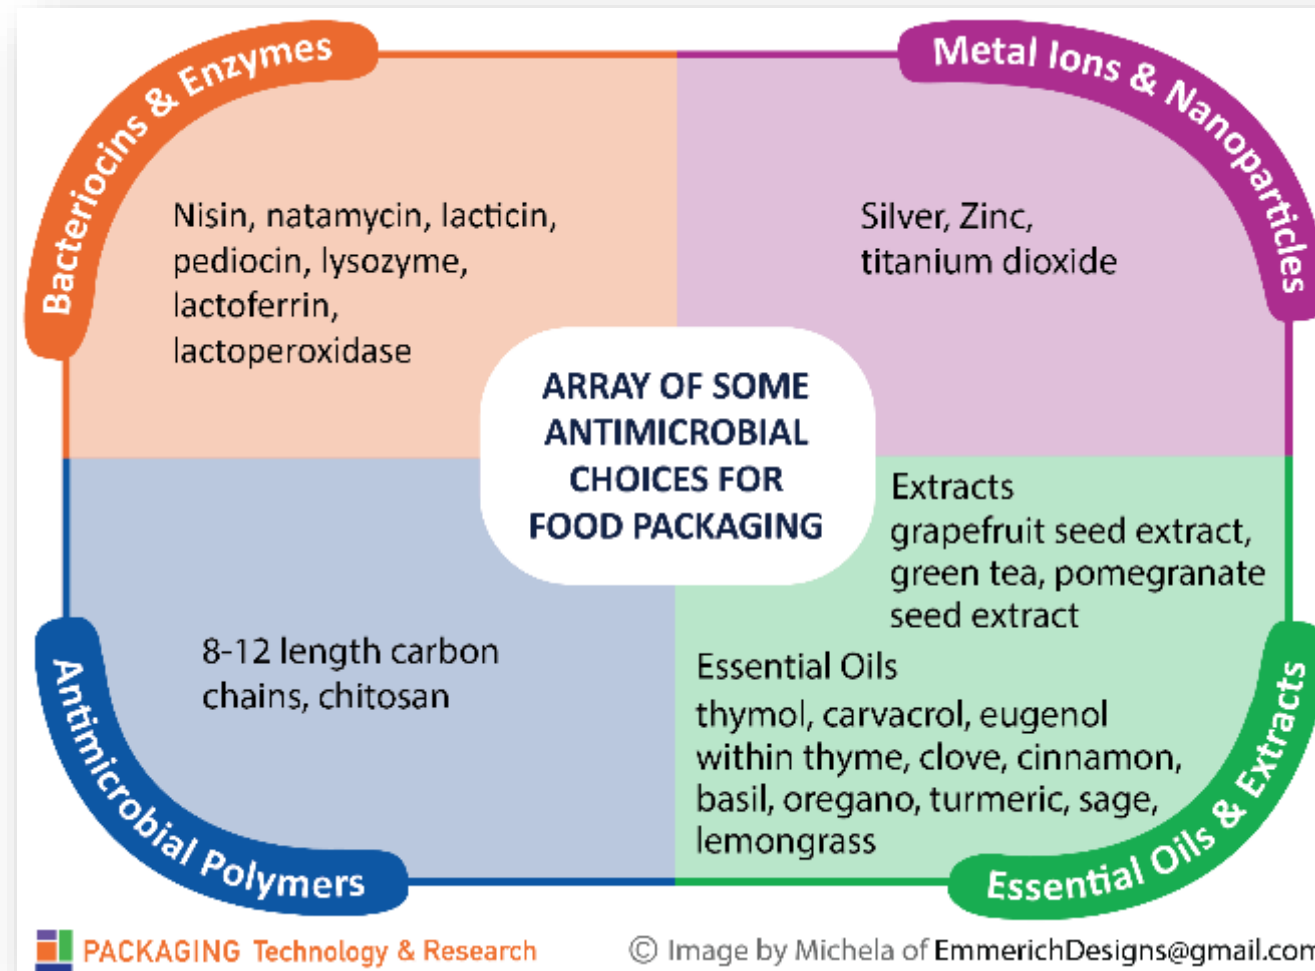 Bacteriocins & Enzymes
Metal Ions & Nanoparticles
Nisin, natamycin, lacticin,
pediocin, lysozyme,
lactoferrin,
lactoperoxidase
Silver, Zinc,
titanium dioxide
ARRAY OF SOME
ANTIMICROBIAL
CHOICES FOR
FOOD PACKAGING
8-12 length carbon
chains, chitosan
Extracts
grapefruit seed extract,
green tea, pomegranate
seed extract
Essential Oils
thymol, carvacrol, eugenol
within thyme, clove, cinnamon,
basil, oregano, turmeric, sage,
lemongrass
Antimicrobial Polymers
Essential Oils & Extracts
PACKAGING Technology & Research
© Image by Michela of EmmerichDesigns@gmail.com